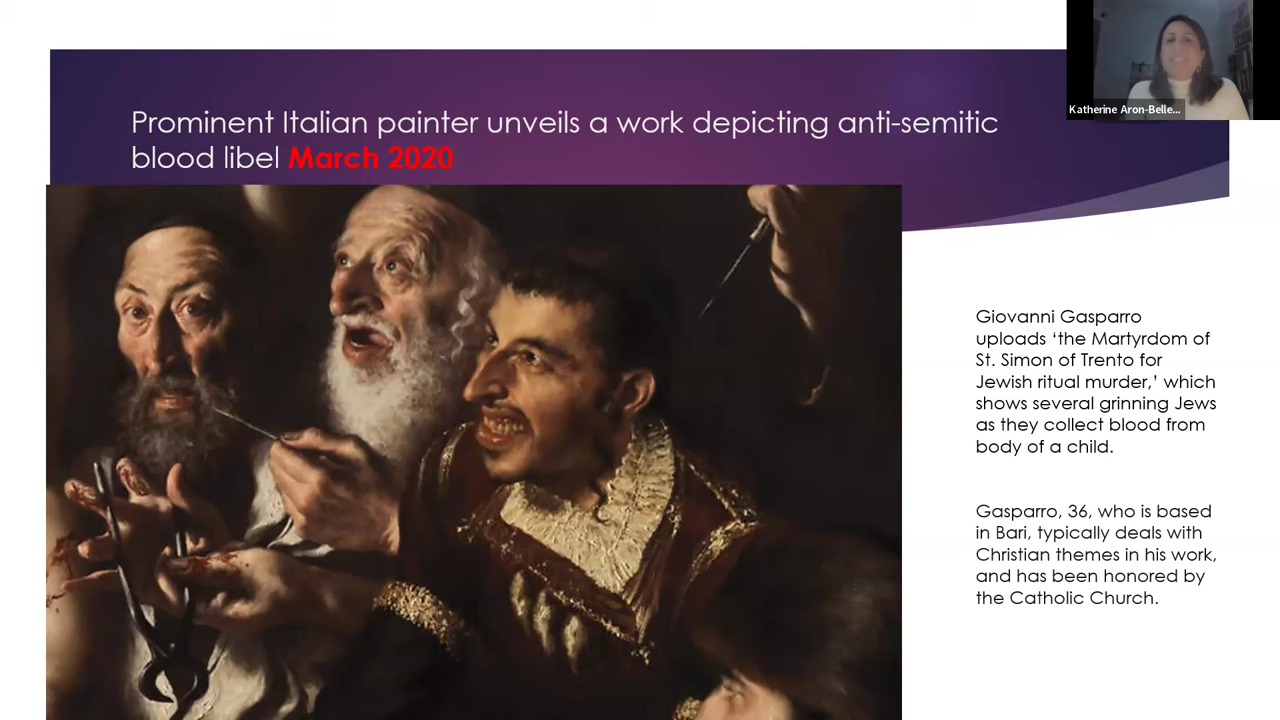 Prominent Italian painter unveils a work depicting anti-semitic
blood libel March 2020
Katherine Aron-Belle...
Giovanni Gasparro
uploads ‘the Martyrdom of
St. Simon of Trento for
Jewish ritual murder,’ which
shows several grinning Jews
as they collect blood from
body of a child.
Gasparro, 36, who is based
in Bari, typically deals with
Christian themes in his work,
and has been honored by
the Catholic Church.